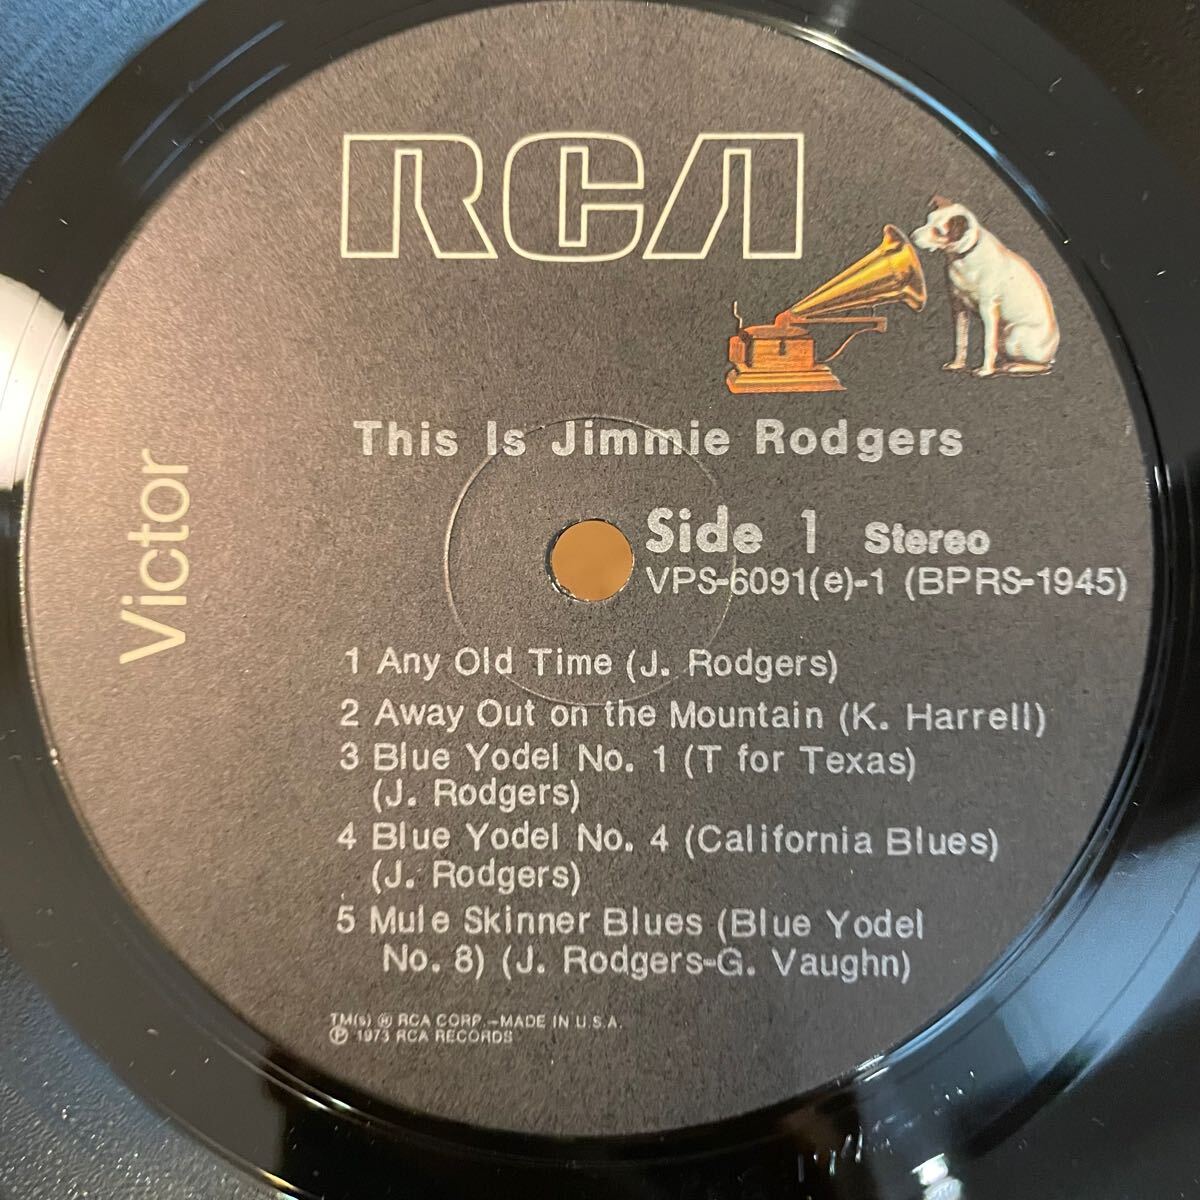 RCA
Victor
This Is Jimmie Rodgers
Side 1 Stereo
VPS-6091(e)-1 (BPRS-1945)
1 Any Old Time (J. Rodgers)
2 Away Out on the Mountain (K. Harrell)
3 Blue Yodel No. 1 (T for Texas)
(J. Rodgers)
4 Blue Yodel No. 4 (California Blues)
(J. Rodgers)
5 Mule Skinner Blues (Blue Yodel
No. 8) (J. Rodgers-G. Vaughn)
TM(s) ® RCA CORP.—MADE IN U.S.A.
℗ 1973 RCA RECORDS